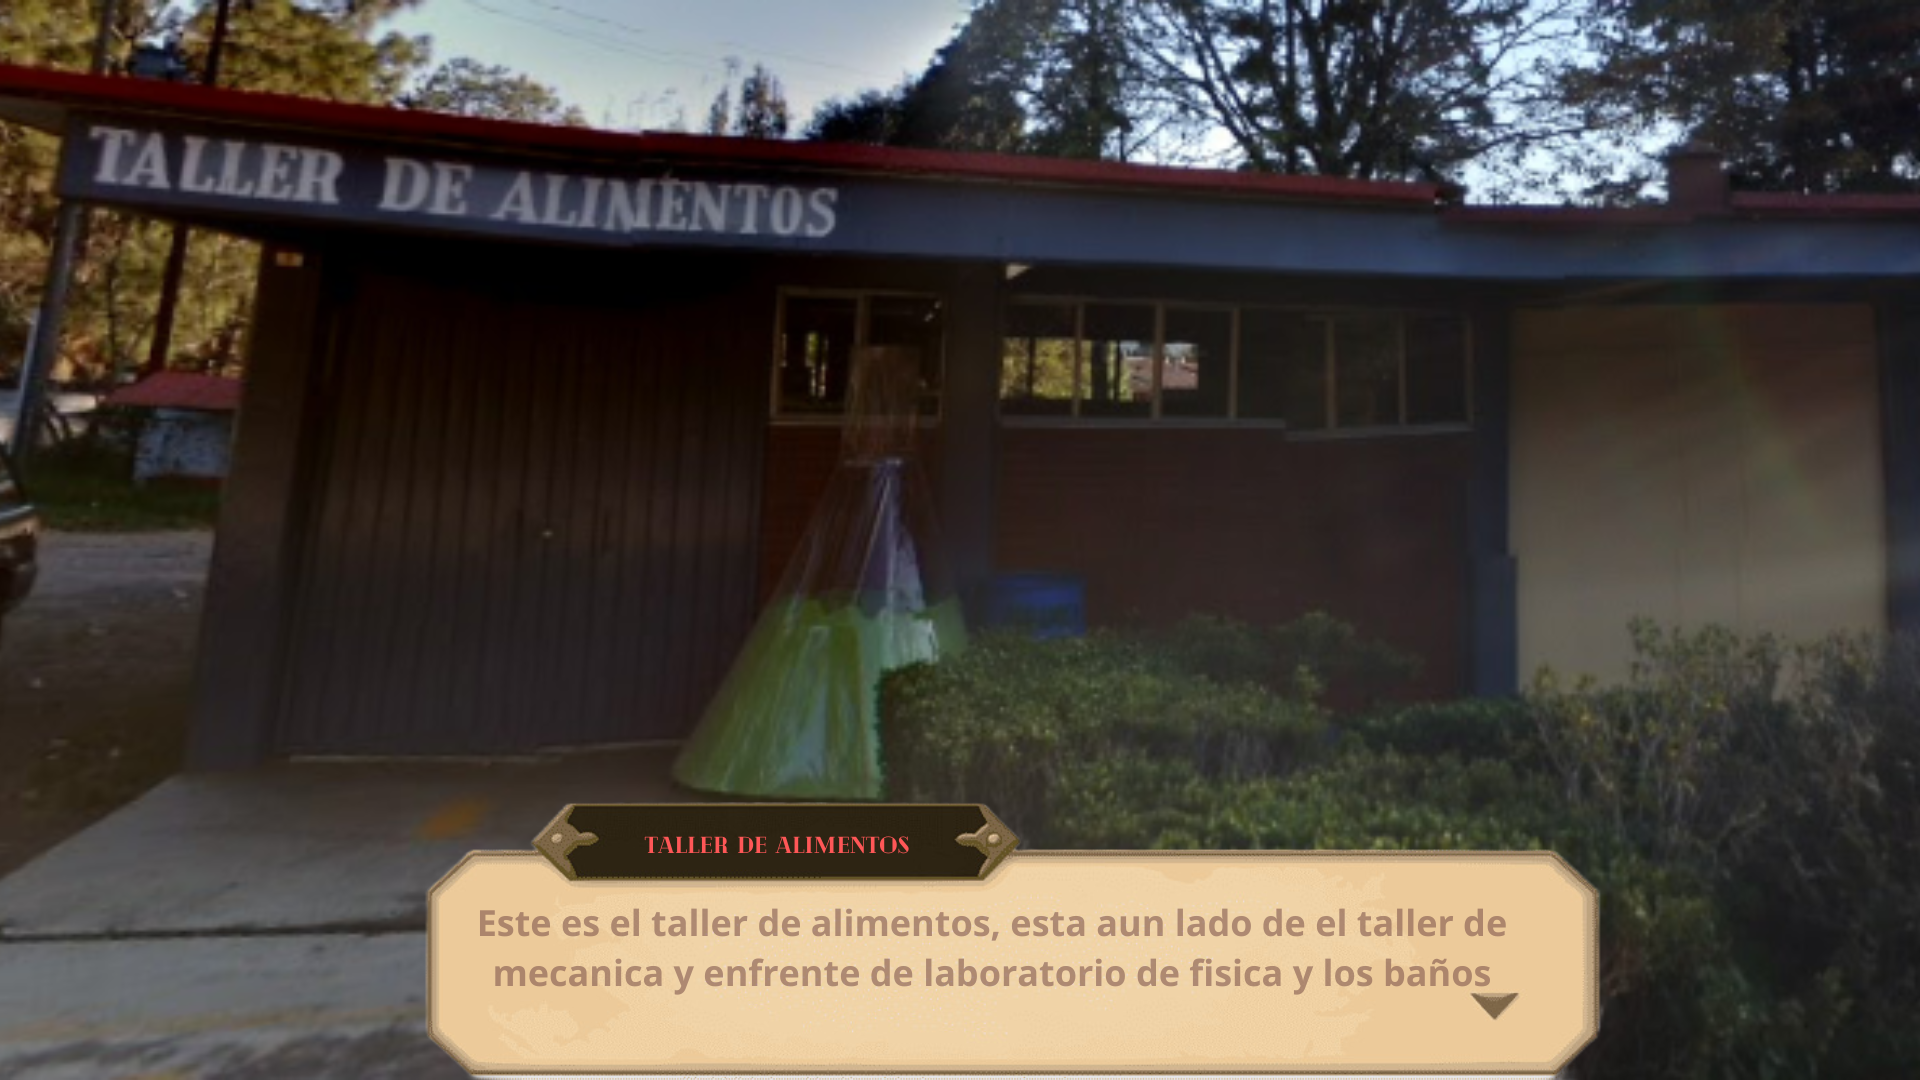 TALLER DE ALIMENTOS
TALLER DE ALIMENTOS
Este es el taller de alimentos, esta aun lado de el taller de
mecanica y enfrente de laboratorio de fisica y los baños